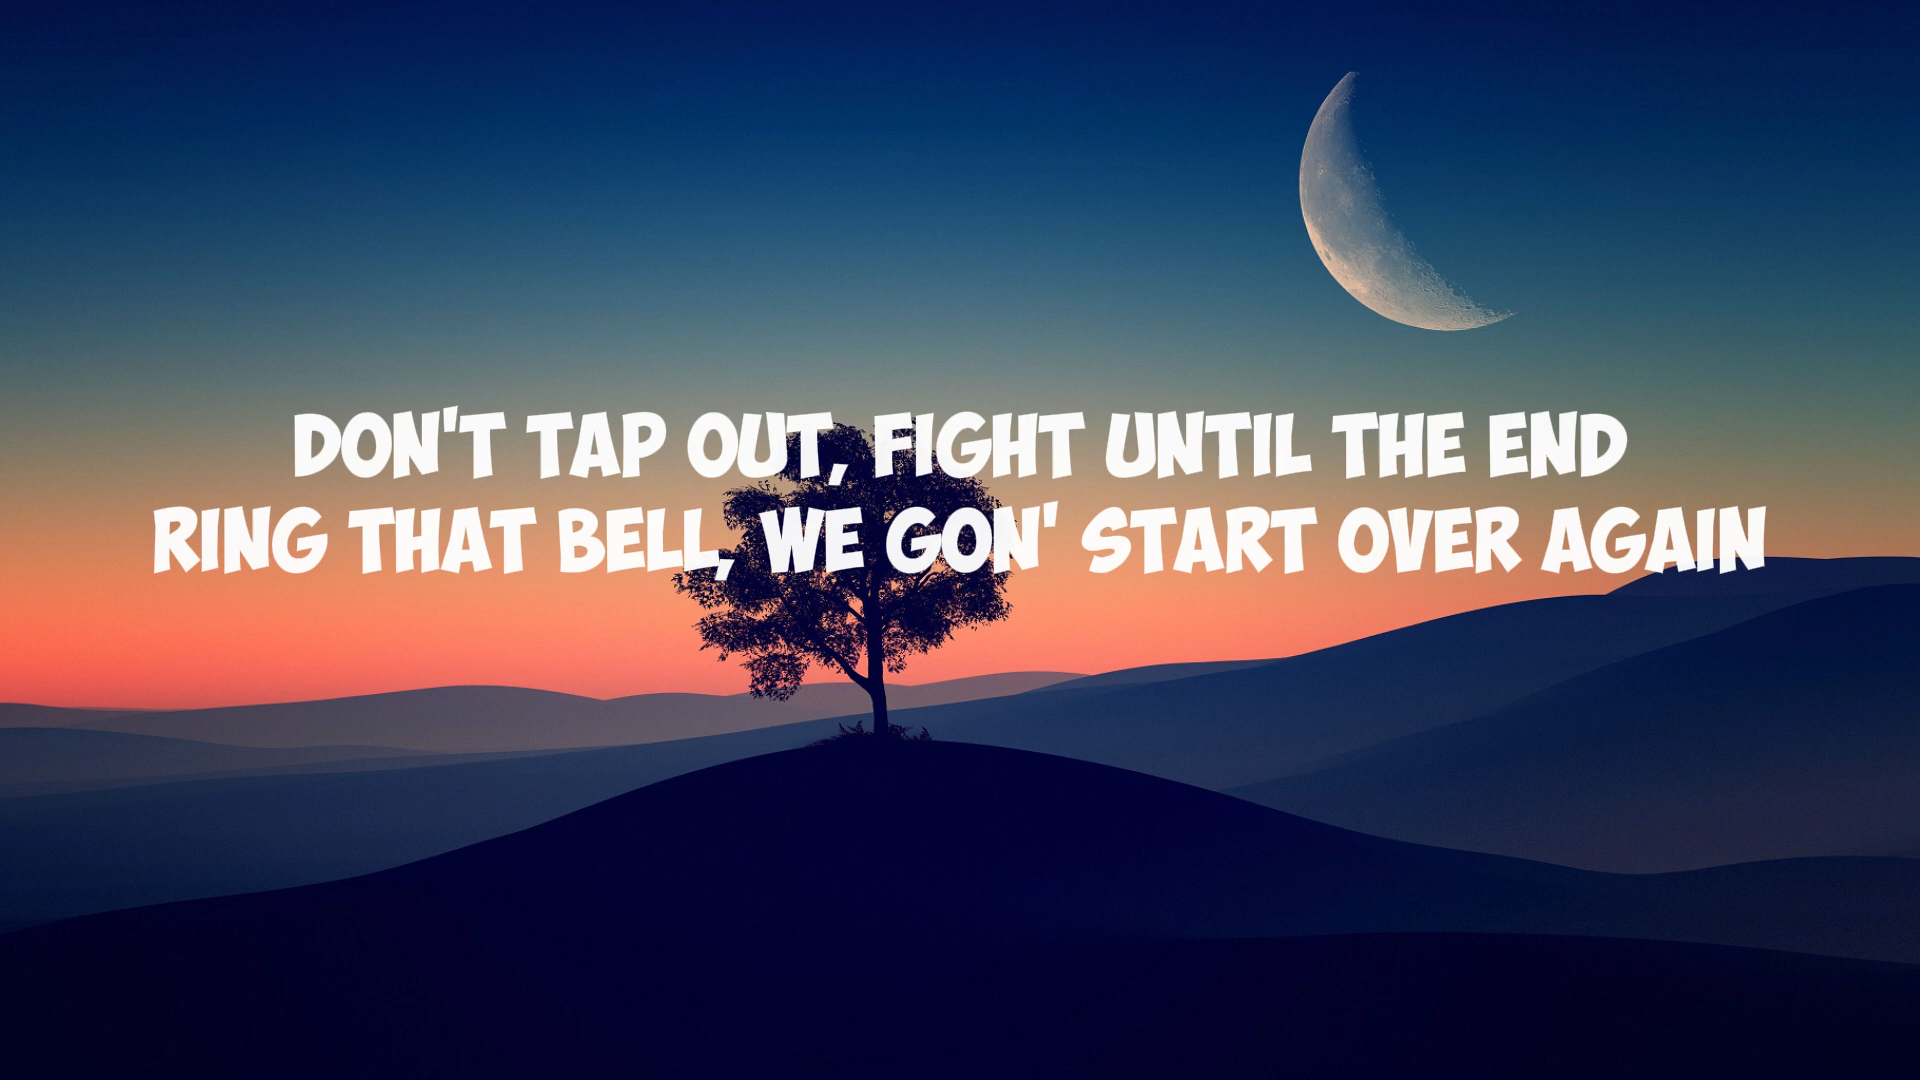 DON'T TAP OUT, FIGHT UNTIL THE END
RING THAT BELL, WE GON' START OVER AGAIN